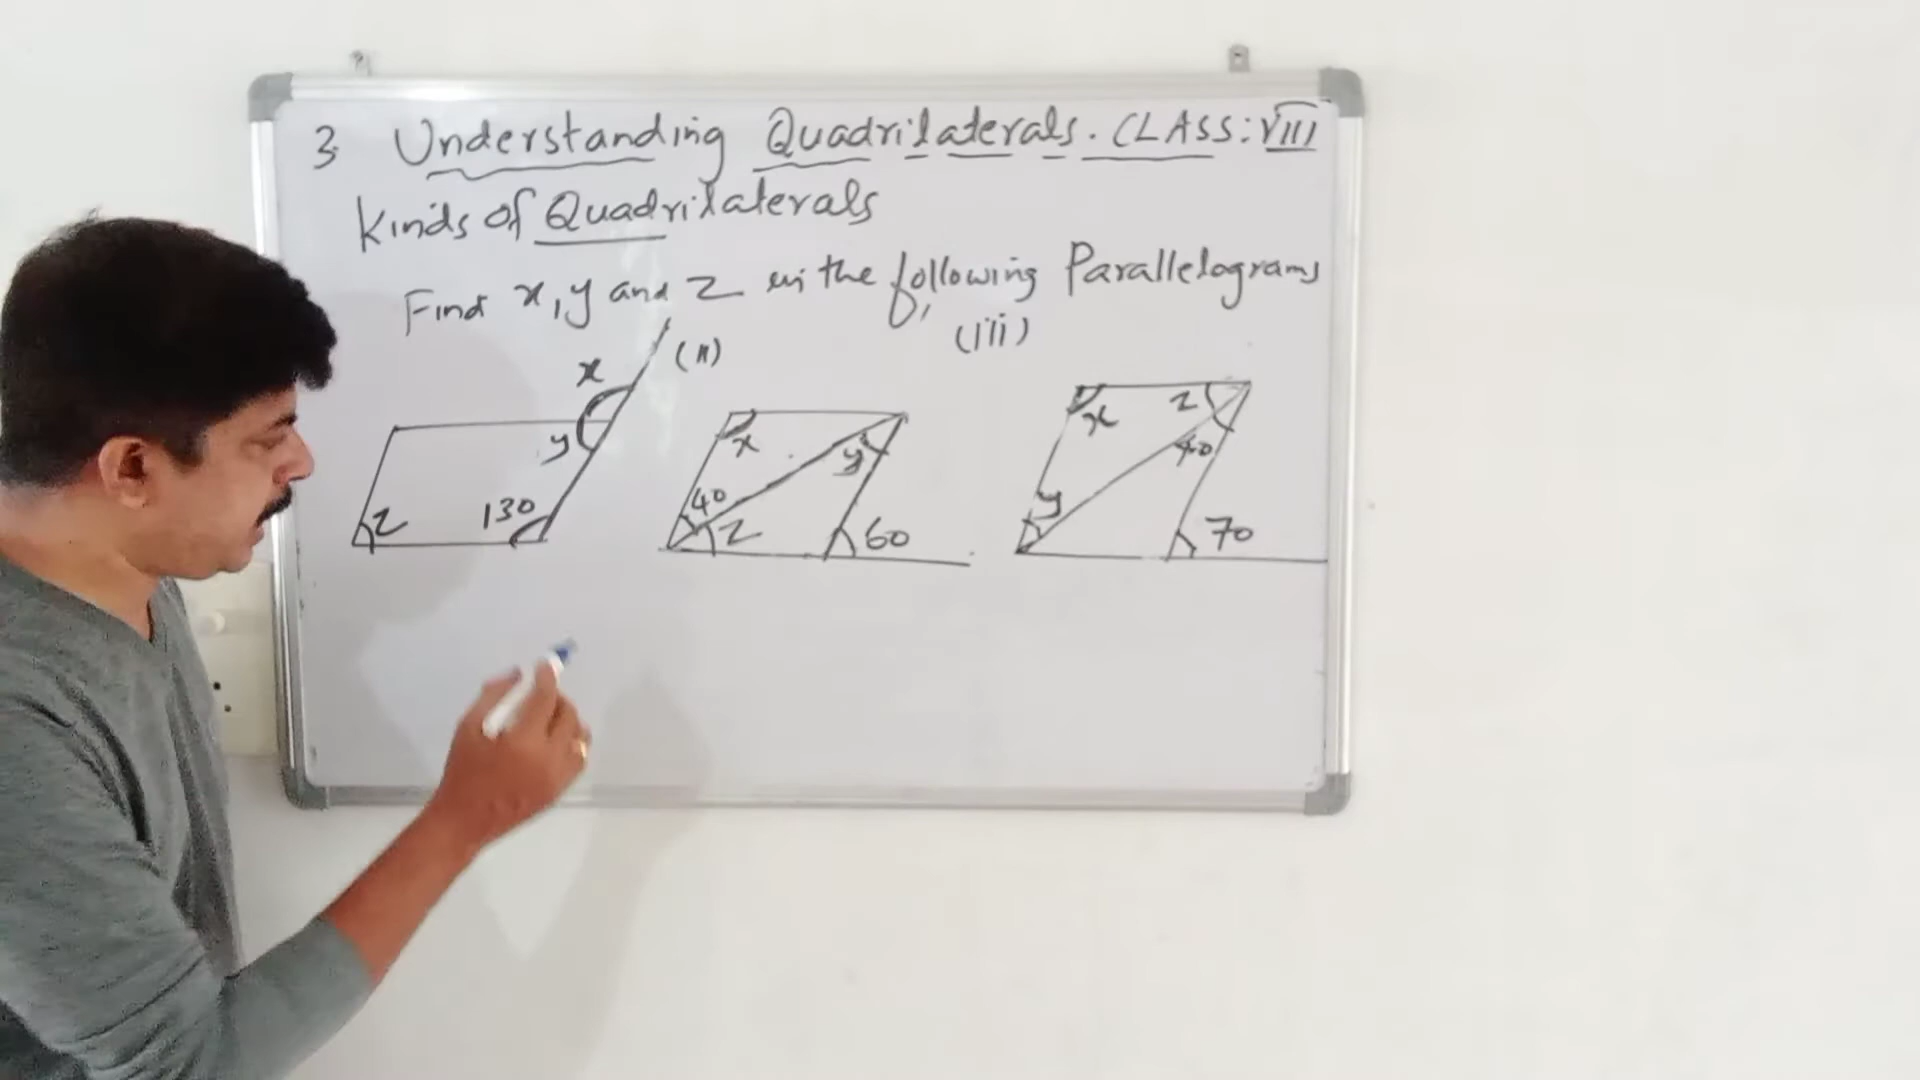 3. Understanding Quadrilaterals. CLASS: VIII
Kinds of Quadrilaterals
Find x, y and z in the following Parallelograms
(ii)
(iii)
x
y
z
130
x
y
40
z
60
x
z
40
y
70